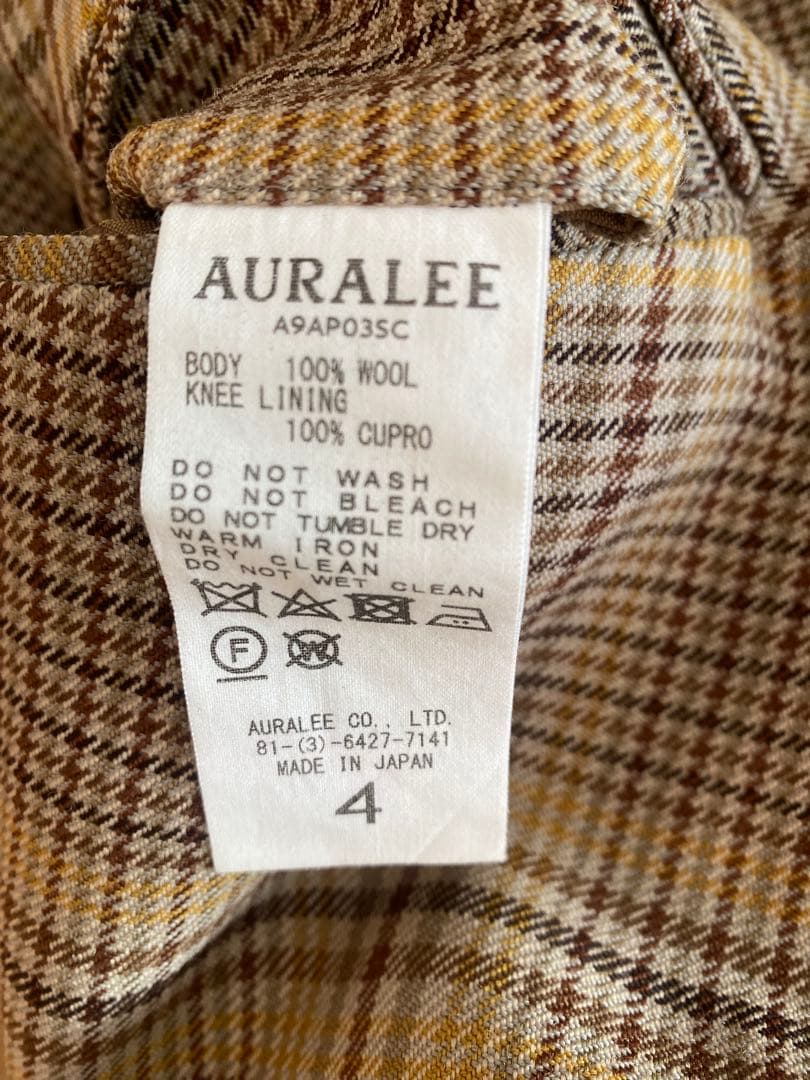 AURALEE
A9AP03SC
BODY 100% WOOL
KNEE LINING
100% CUPRO
DO NOT WASH
DO NOT BLEACH
DO NOT TUMBLE DRY
WARM IRON
DRY CLEAN
DO NOT WET CLEAN
F W
AURALEE CO., LTD.
81-(3)-6427-7141
MADE IN JAPAN
4